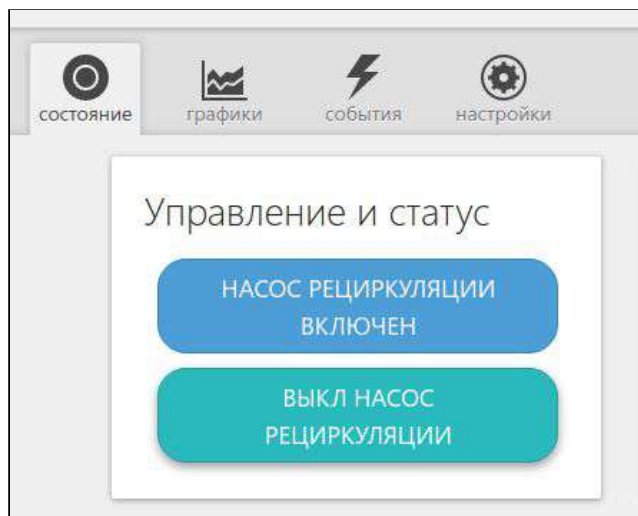 состояние графики события настройки
Управление и статус
НАСОС РЕЦИРКУЛЯЦИИ
ВКЛЮЧЕН
ВЫКЛ НАСОС
РЕЦИРКУЛЯЦИИ